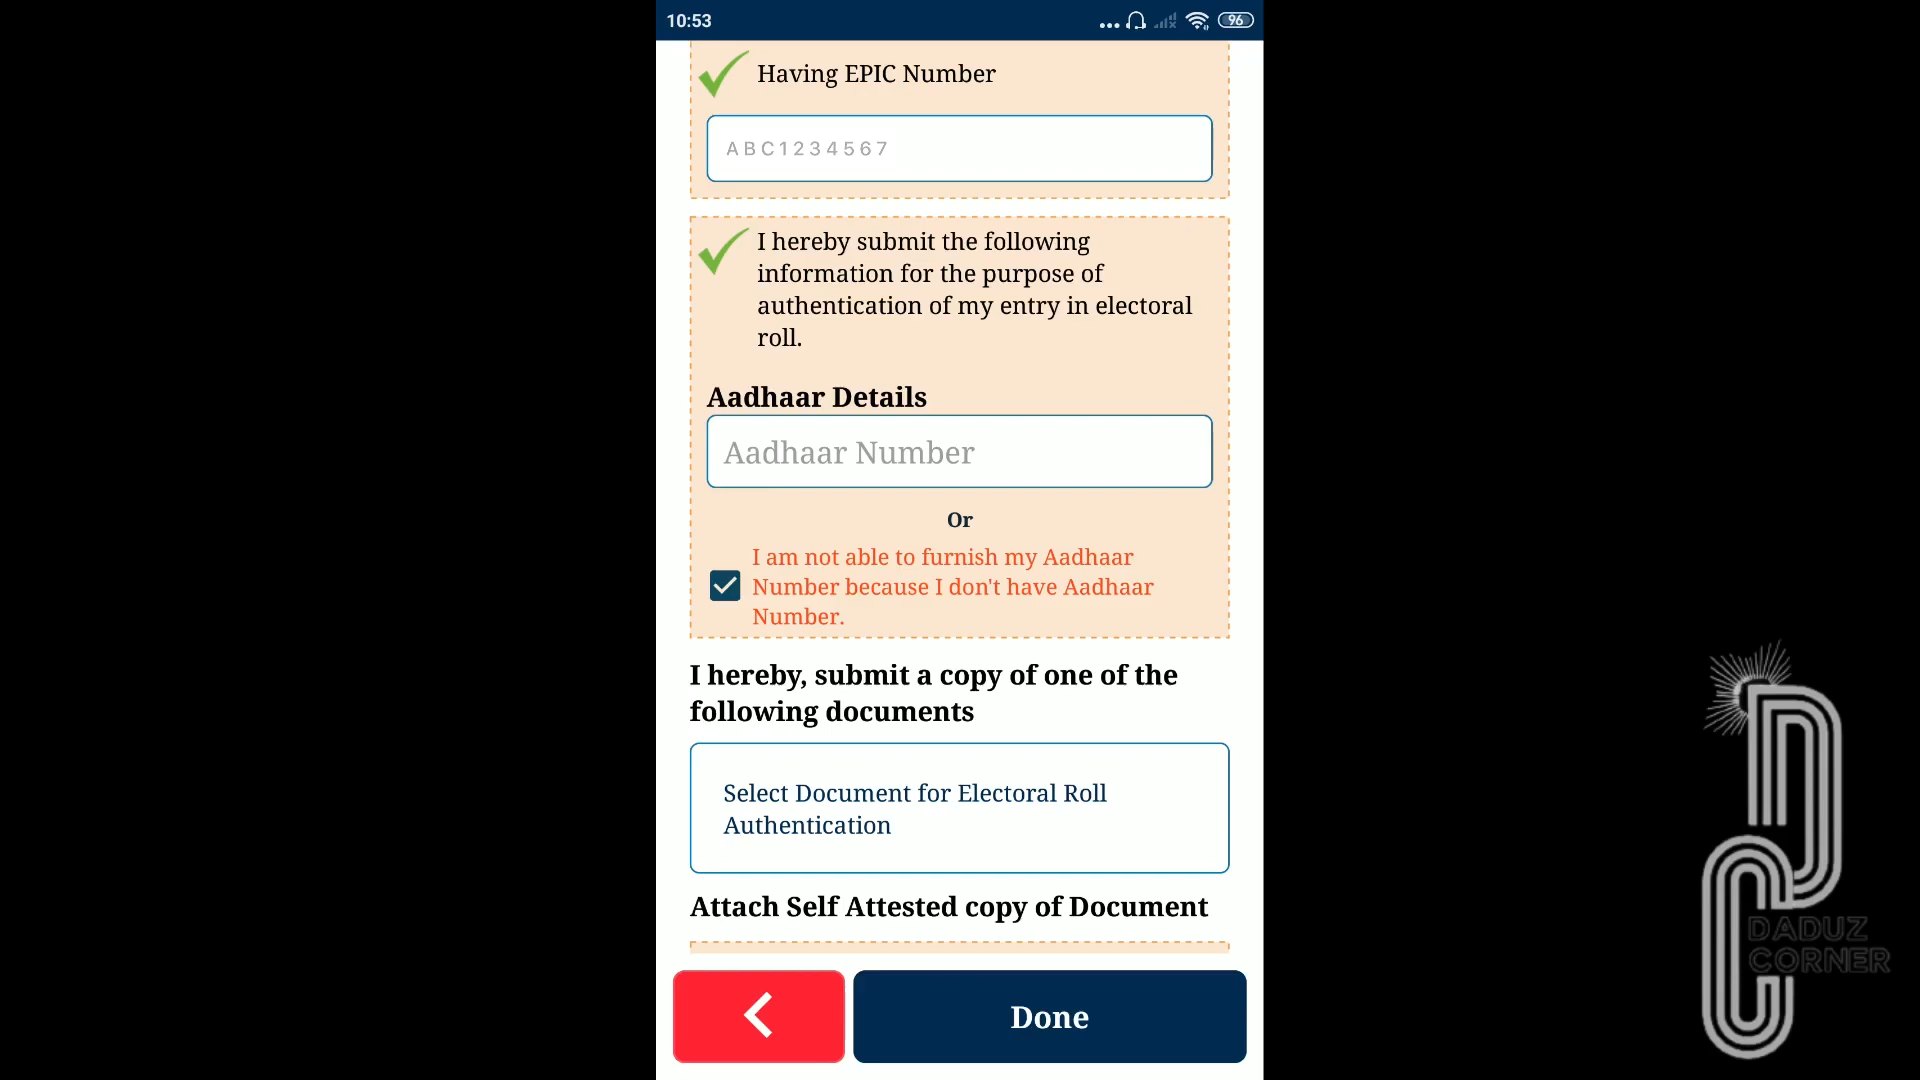 10:53
96
Having EPIC Number
ABC1234567
I hereby submit the following
information for the purpose of
authentication of my entry in electoral
roll.
Aadhaar Details
Aadhaar Number
Or
I am not able to furnish my Aadhaar
Number because I don't have Aadhaar
Number.
I hereby, submit a copy of one of the
following documents
Select Document for Electoral Roll
Authentication
Attach Self Attested copy of Document
Done
DC
DADUZ
CORNER